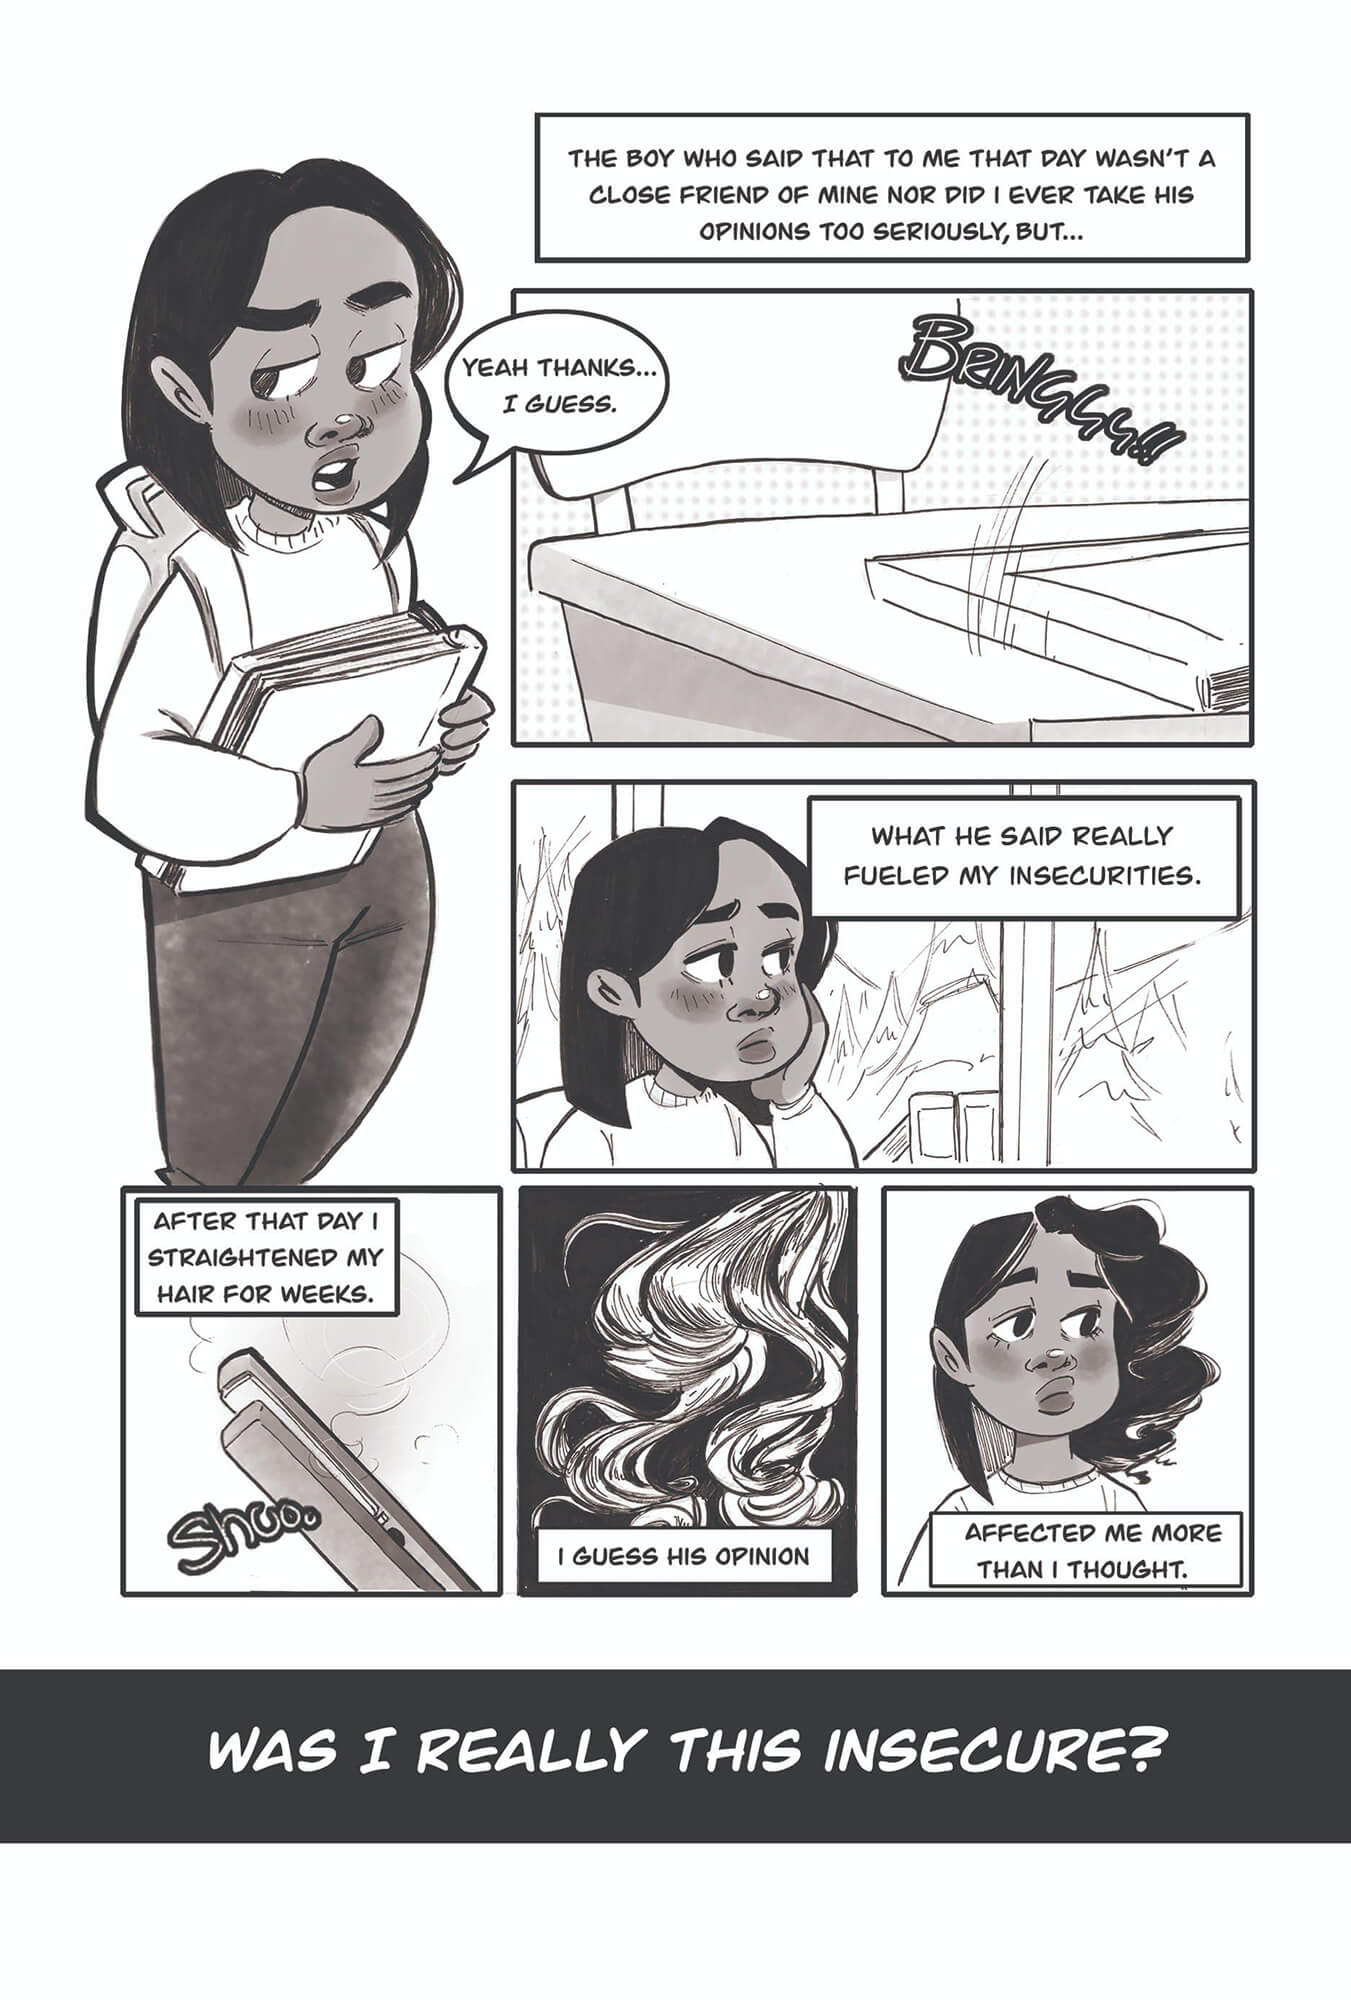 THE BOY WHO SAID THAT TO ME THAT DAY WASN'T A
CLOSE FRIEND OF MINE NOR DID I EVER TAKE HIS
OPINIONS TOO SERIOUSLY, BUT...
YEAH THANKS...
I GUESS.
BRINGGGG!!
WHAT HE SAID REALLY
FUELED MY INSECURITIES.
AFTER THAT DAY I
STRAIGHTENED MY
HAIR FOR WEEKS.
Shooo
I GUESS HIS OPINION
AFFECTED ME MORE
THAN I THOUGHT.
WAS I REALLY THIS INSECURE?